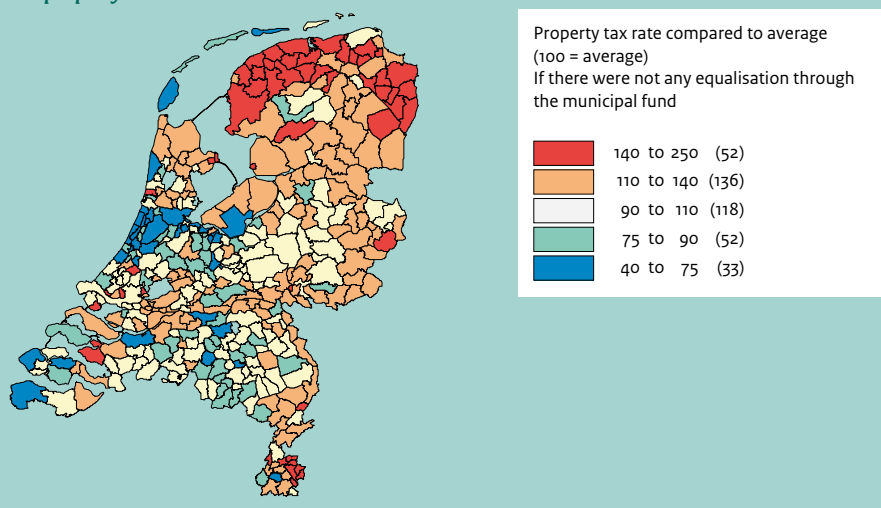 Property tax rate compared to average
(100 = average)
If there were not any equalisation through
the municipal fund
140 to 250 (52)
110 to 140 (136)
90 to 110 (118)
75 to 90 (52)
40 to 75 (33)